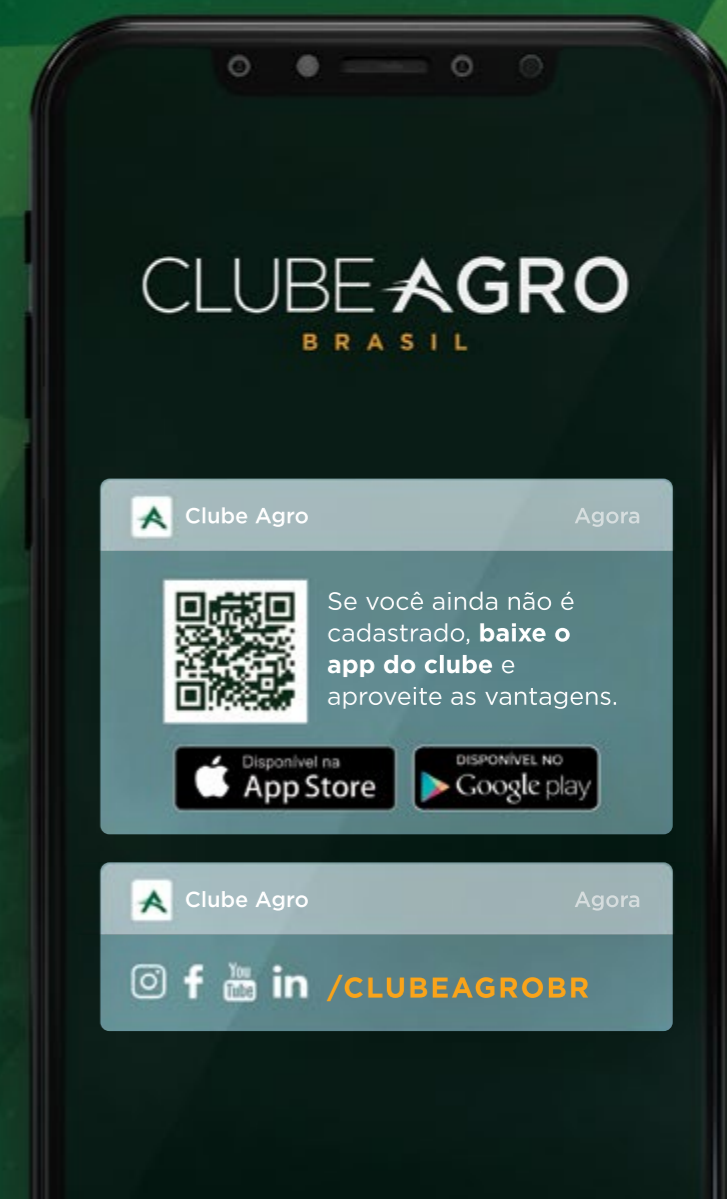 CLUBE AGRO
BRASIL
Clube Agro
Agora
Se você ainda não é
cadastrado, baixe o
app do clube e
aproveite as vantagens.
Disponível na
App Store
DISPONÍVEL NO
Google play
Clube Agro
Agora
You
Tube
/CLUBEAGROBR